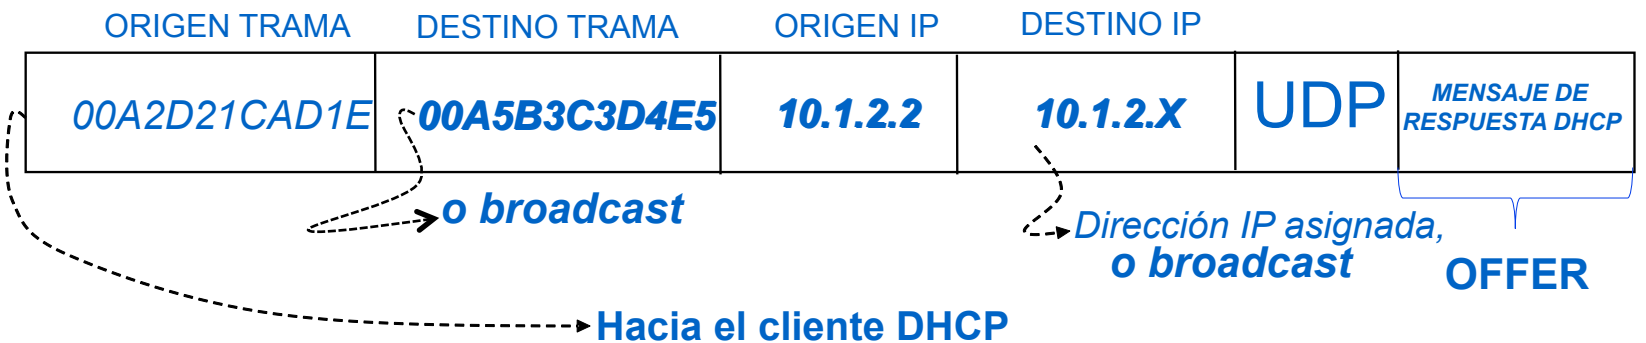 ORIGEN TRAMA DESTINO TRAMA ORIGEN IP DESTINO IP
00A2D21CAD1E 00A5B3C3D4E5 10.1.2.2 10.1.2.X UDP MENSAJE DE
RESPUESTA DHCP
o broadcast
Dirección IP asignada,
o broadcast
OFFER
Hacia el cliente DHCP